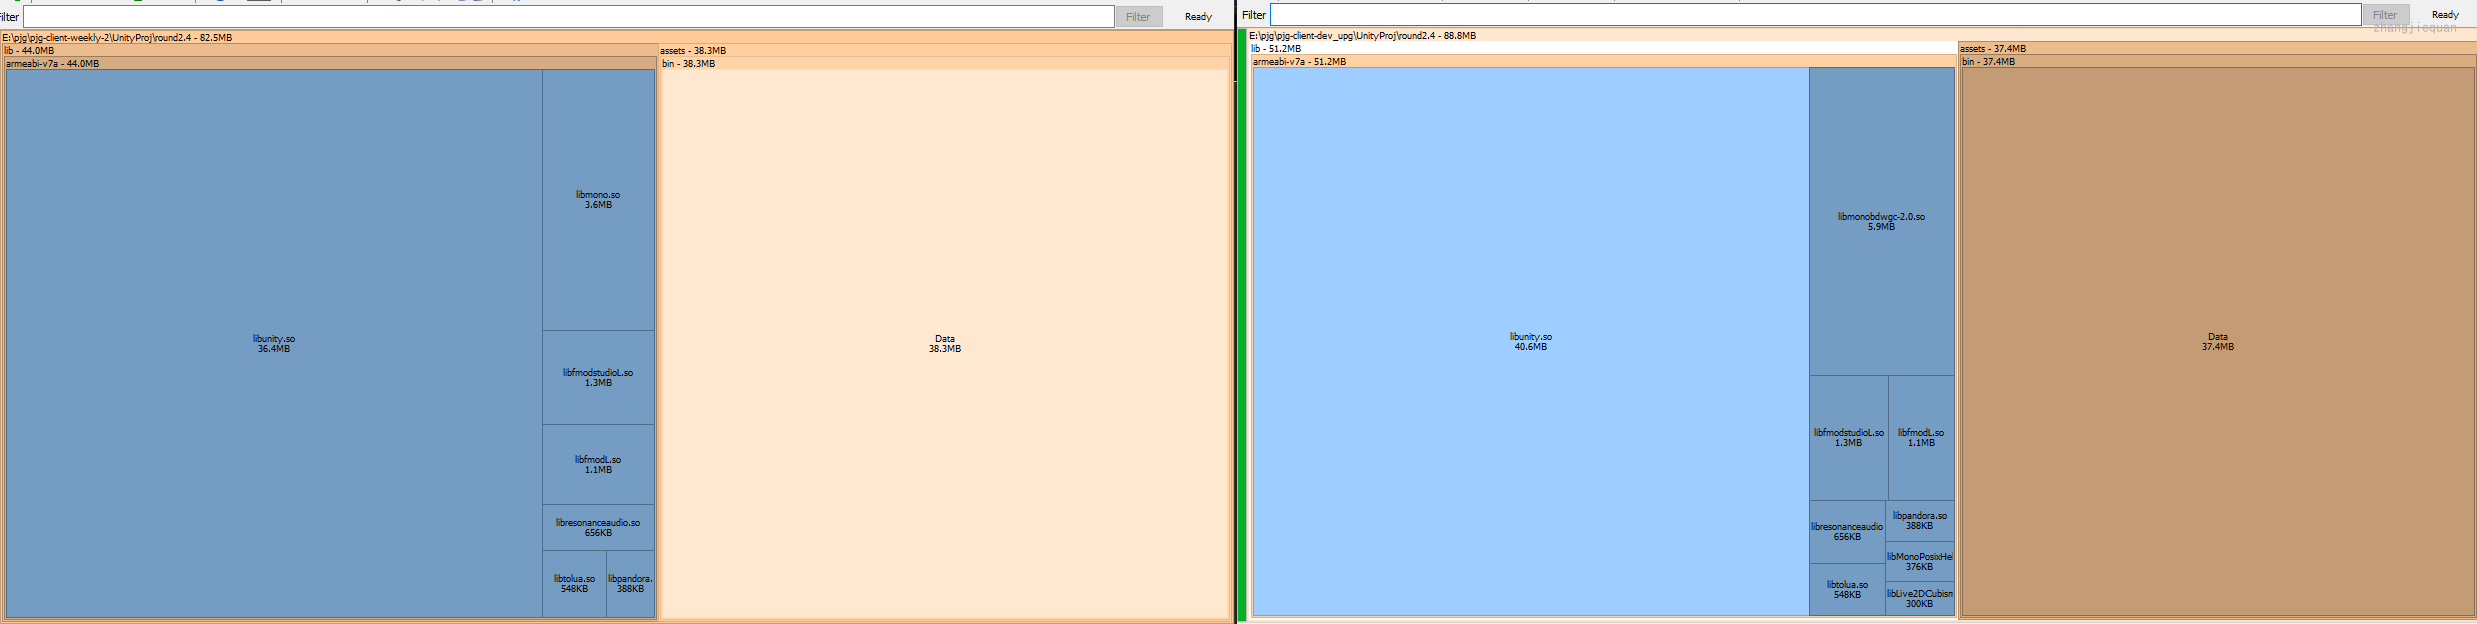 Filter
Filter
Ready
E:\pjg\pjg-client-weekly-2\UnityProj\round2.4 - 82.5MB
lib - 44.0MB
assets - 38.3MB
armeabi-v7a - 44.0MB
bin - 38.3MB
libunity.so
36.4MB
libmono.so
3.6MB
libfmodstudioL.so
1.3MB
libfmodL.so
1.1MB
libresonanceaudio.so
656KB
libtolua.so
548KB
libpandora.
388KB
Data
38.3MB
Filter
Filter
Ready
zhangjiequan
E:\pjg\pjg-client-dev_upg\UnityProj\round2.4 - 88.8MB
lib - 51.2MB
assets - 37.4MB
armeabi-v7a - 51.2MB
bin - 37.4MB
libunity.so
40.6MB
libmonobdwgc-2.0.so
5.9MB
libfmodstudioL.so
1.3MB
libfmodL.so
1.1MB
libresonanceaudio
656KB
libpandora.so
388KB
libMonoPosixHel
376KB
libtolua.so
548KB
libLive2DCubism
300KB
Data
37.4MB